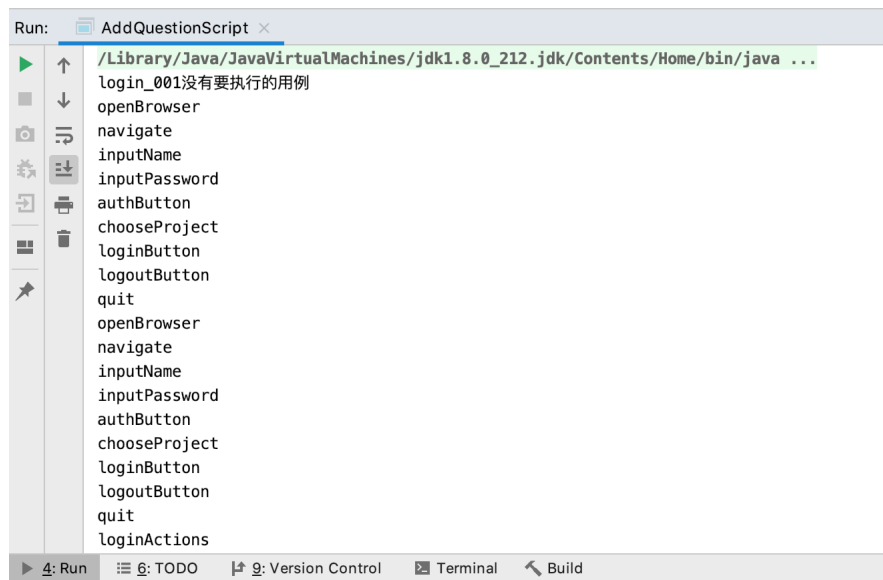 Run: AddQuestionScript
/Library/Java/JavaVirtualMachines/jdk1.8.0_212.jdk/Contents/Home/bin/java ...
login_001没有要执行的用例
openBrowser
navigate
inputName
inputPassword
authButton
chooseProject
loginButton
logoutButton
quit
openBrowser
navigate
inputName
inputPassword
authButton
chooseProject
loginButton
logoutButton
quit
loginActions
4: Run 6: TODO 9: Version Control Terminal Build